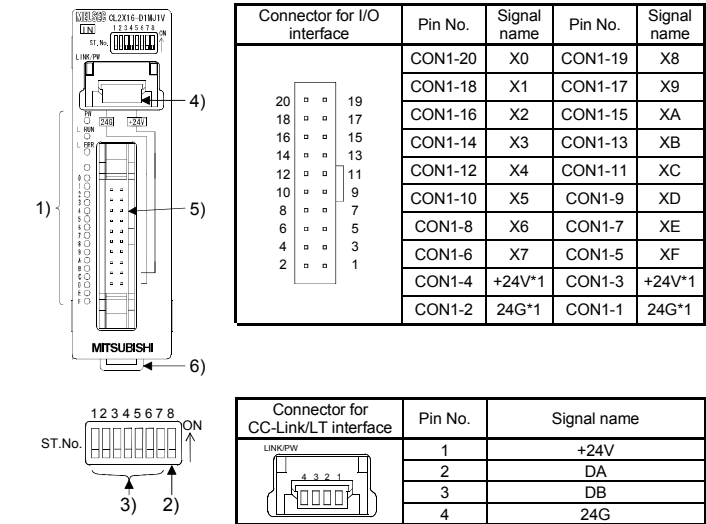 MELSEC CL2X16-D1MJ1V
IN
1 2 3 4 5 6 7 8
ON
ST.No.
LINK/PW
4)
PW
24G
+24V
L RUN
L ERR
1)
0
1
2
3
4
5
6
7
8
9
A
B
C
D
E
F
5)
MITSUBISHI
6)
Connector for I/O interface
Pin No.
Signal name
Pin No.
Signal name
20 19
18 17
16 15
14 13
12 11
10 9
8 7
6 5
4 3
2 1
CON1-20 X0 CON1-19 X8
CON1-18 X1 CON1-17 X9
CON1-16 X2 CON1-15 XA
CON1-14 X3 CON1-13 XB
CON1-12 X4 CON1-11 XC
CON1-10 X5 CON1-9 XD
CON1-8 X6 CON1-7 XE
CON1-6 X7 CON1-5 XF
CON1-4 +24V*1 CON1-3 +24V*1
CON1-2 24G*1 CON1-1 24G*1
1 2 3 4 5 6 7 8
ON
ST.No.
3)
2)
Connector for
CC-Link/LT interface
Pin No.
Signal name
LINK/PW
4 3 2 1
1 +24V
2 DA
3 DB
4 24G